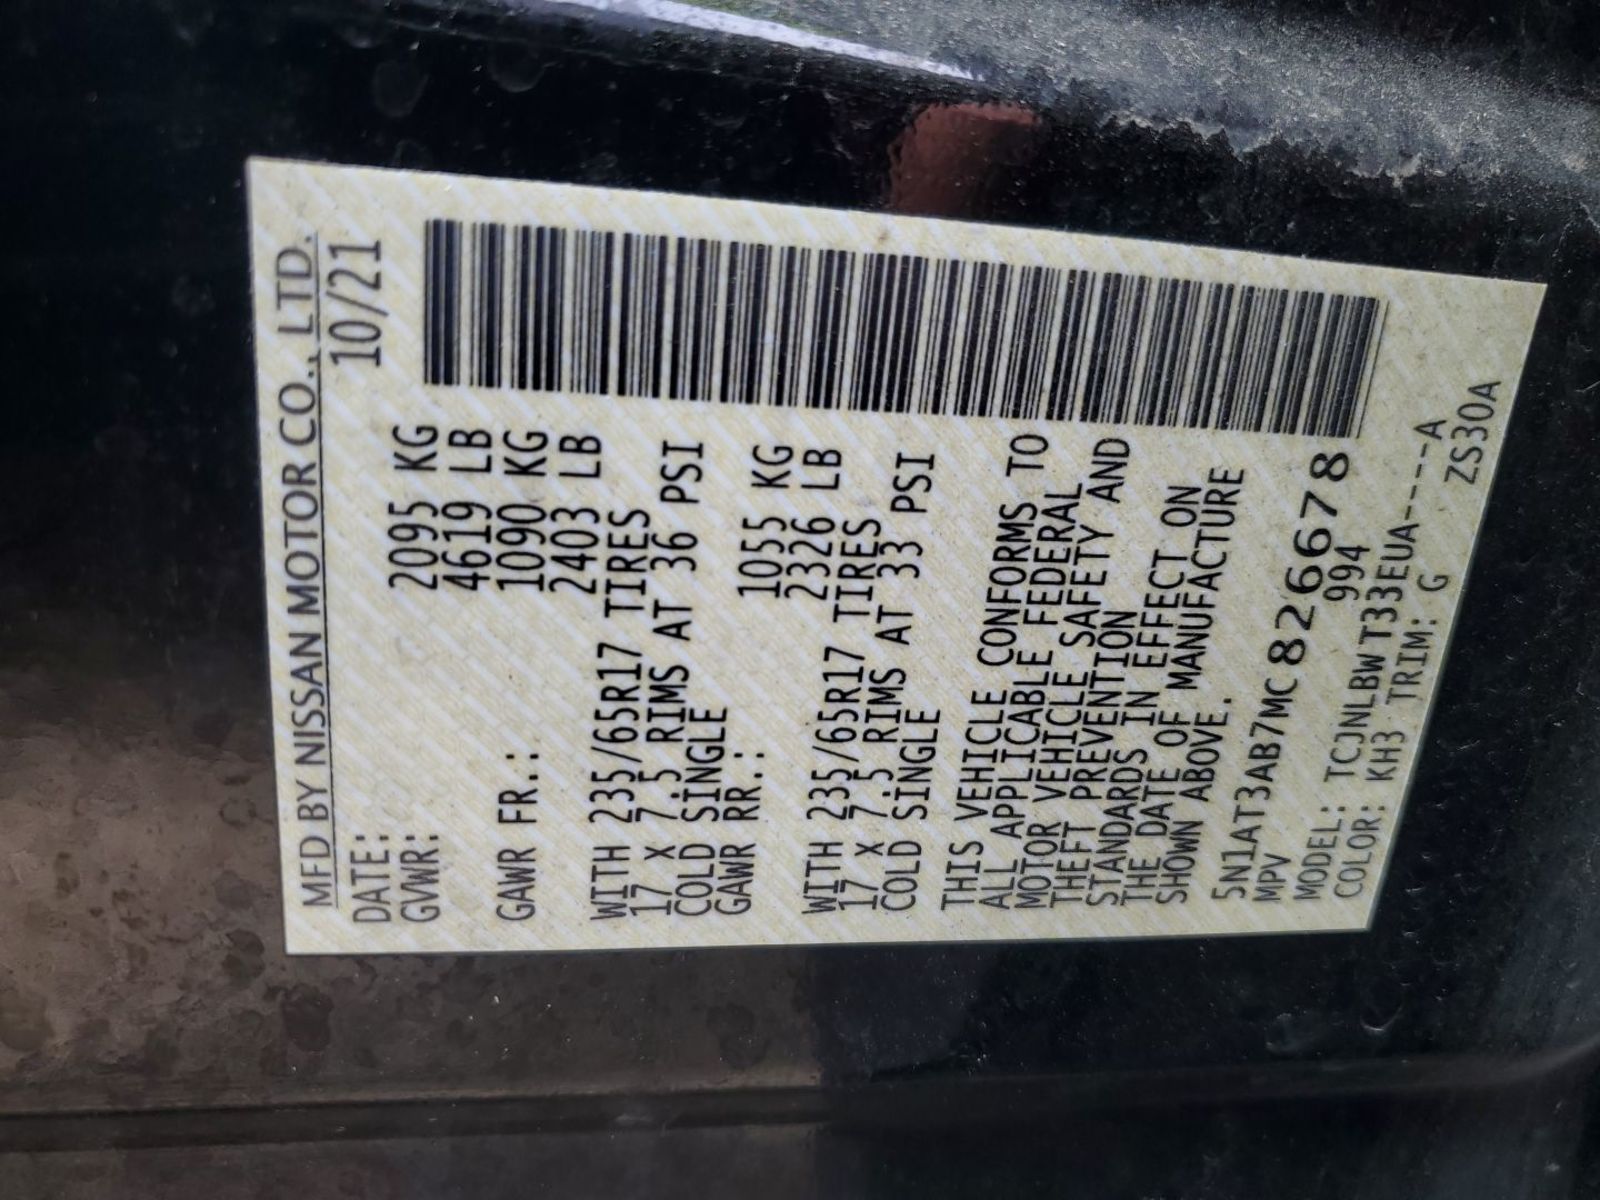 MFD BY NISSAN MOTOR CO., LTD.
DATE: 10/21
GVWR: 2095 KG
4619 LB
GAWR FR.: 1090 KG
2403 LB
WITH 235/65R17 TIRES
17 X 7.5 RIMS AT 36 PSI
COLD SINGLE
GAWR RR.: 1055 KG
2326 LB
WITH 235/65R17 TIRES
17 X 7.5 RIMS AT 33 PSI
COLD SINGLE
THIS VEHICLE CONFORMS TO
ALL APPLICABLE FEDERAL
MOTOR VEHICLE SAFETY AND
THEFT PREVENTION
STANDARDS IN EFFECT ON
THE DATE OF MANUFACTURE
SHOWN ABOVE.
5N1AT3AB7MC826678
MPV 994
MODEL: TCJNLBWT33EUA----A
COLOR: KH3 TRIM: G ZS30A